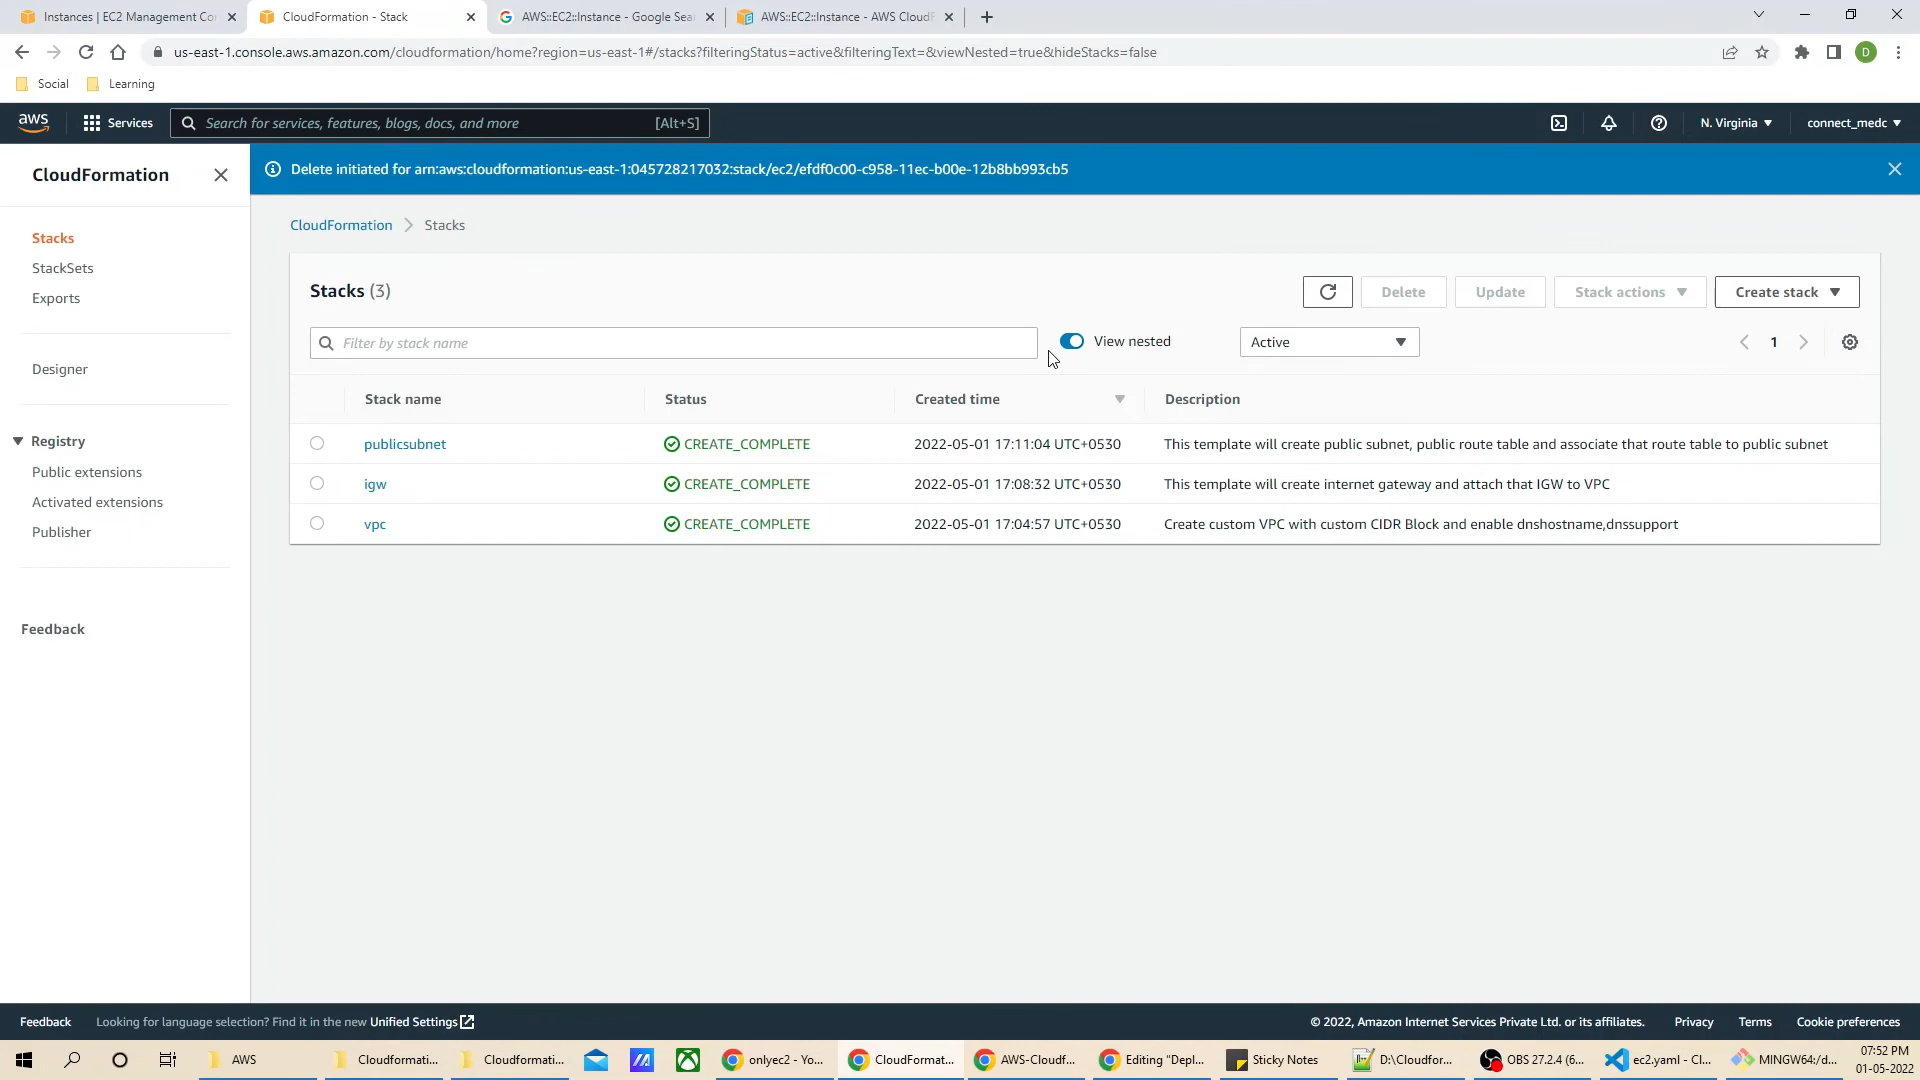 Instances | EC2 Management Co
CloudFormation - Stack
AWS::EC2::Instance - Google Sea
AWS::EC2::Instance - AWS CloudF
us-east-1.console.aws.amazon.com/cloudformation/home?region=us-east-1#/stacks?filteringStatus=active&filteringText=&viewNested=true&hideStacks=false
D
Social
Learning
aws
Services
Search for services, features, blogs, docs, and more
[Alt+S]
N. Virginia
connect_medc
CloudFormation
Delete initiated for arn:aws:cloudformation:us-east-1:045728217032:stack/ec2/efdf0c00-c958-11ec-b00e-12b8bb993cb5
Stacks
StackSets
Exports
Designer
Registry
Public extensions
Activated extensions
Publisher
Feedback
CloudFormation
Stacks
Stacks (3)
Delete
Update
Stack actions
Create stack
Filter by stack name
View nested
Active
1
Stack name
Status
Created time
Description
publicsubnet
CREATE_COMPLETE
2022-05-01 17:11:04 UTC+0530
This template will create public subnet, public route table and associate that route table to public subnet
igw
CREATE_COMPLETE
2022-05-01 17:08:32 UTC+0530
This template will create internet gateway and attach that IGW to VPC
vpc
CREATE_COMPLETE
2022-05-01 17:04:57 UTC+0530
Create custom VPC with custom CIDR Block and enable dnshostname,dnssupport
Feedback
Looking for language selection? Find it in the new Unified Settings
© 2022, Amazon Internet Services Private Ltd. or its affiliates.
Privacy
Terms
Cookie preferences
AWS
Cloudformati...
Cloudformati...
onlyec2 - Yo...
CloudFormat...
AWS-Cloudf...
Editing "Depl...
Sticky Notes
D:\Cloudfor...
OBS 27.2.4 (6...
ec2.yaml - Cl...
MINGW64:/d...
07:52 PM
01-05-2022